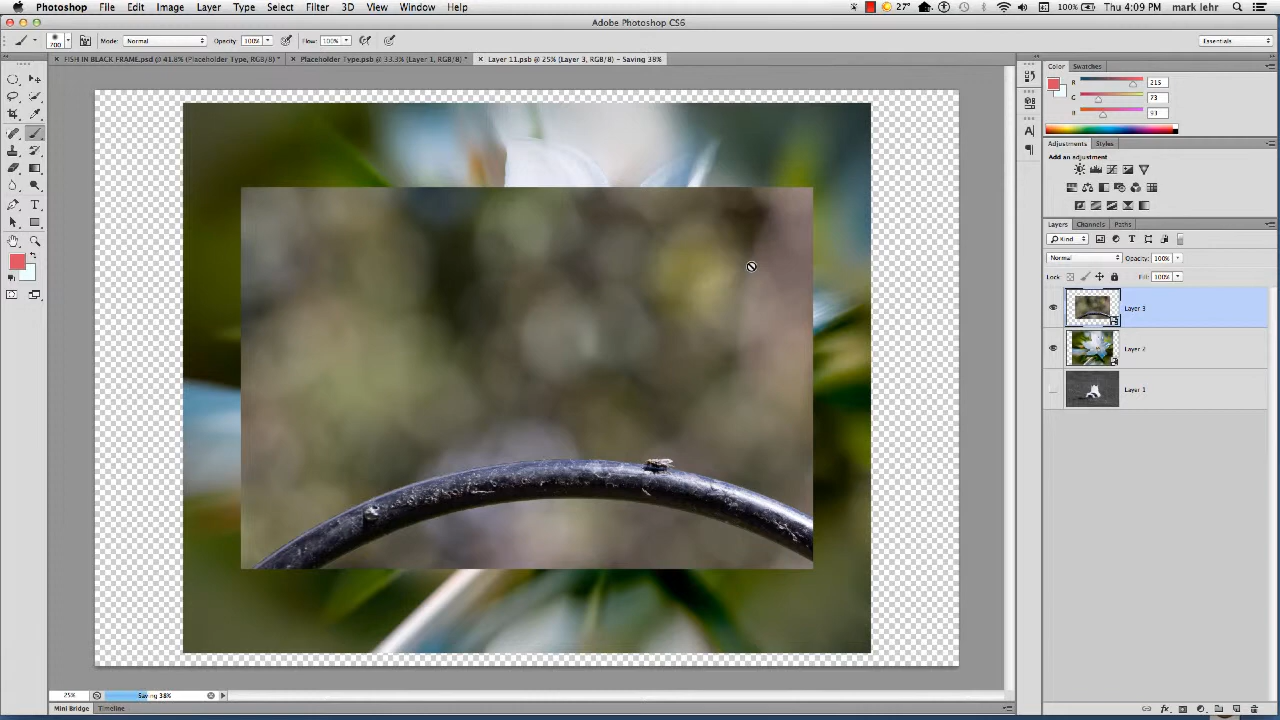 Photoshop File Edit Image Layer Type Select Filter 3D View Window Help 27° 100% Thu 4:09 PM mark lehr
Adobe Photoshop CS6
700 Mode: Normal Opacity: 100% Flow: 100% Essentials
× FISH IN BLACK FRAME.psd @ 41.8% (Placeholder Type, RGB/8) * × Placeholder Type.psb @ 33.3% (Layer 1, RGB/8) * × Layer 11.psb @ 25% (Layer 3, RGB/8) - Saving 38%
Color Swatches
R 215
G 73
B 93
Adjustments Styles
Add an adjustment
Layers Channels Paths
Kind
Normal Opacity: 100%
Lock: Fill: 100%
Layer 3
Layer 2
Layer 1
25% Saving 38%
Mini Bridge Timeline